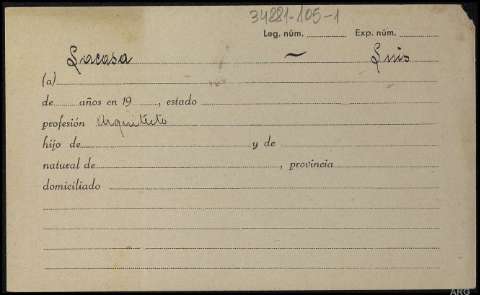 34221-105-1
Leg. núm. Exp. núm.
Lacasa ~ Luis
(a)
de años en 19 , estado
profesión Arquitecto
hijo de y de
natural de , provincia
domiciliado
ARG